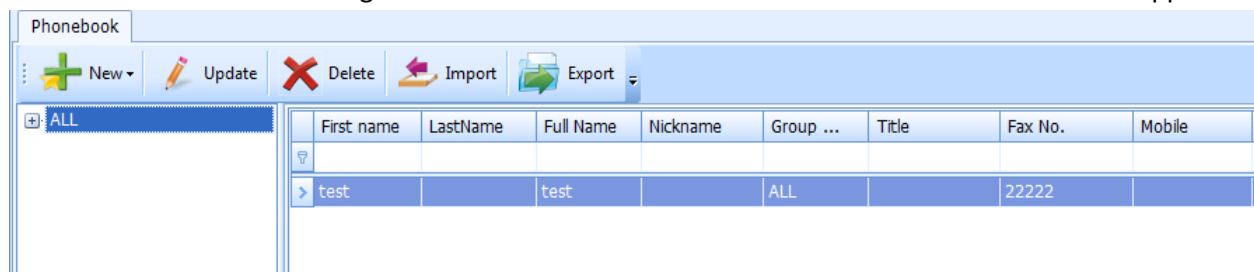 Phonebook
New Update Delete Import Export
ALL
First name LastName Full Name Nickname Group ... Title Fax No. Mobile
test test ALL 22222